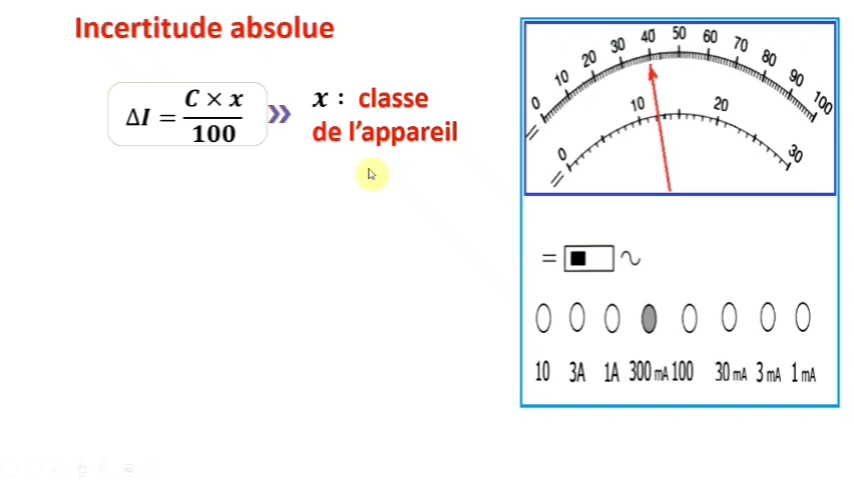 Incertitude absolue
ΔI = C × x / 100
x : classe
de l'appareil
0 10 20 30 40 50 60 70 80 90 100
=
0 10 20 30
=
= ∿
10 3A 1A 300 mA 100 30 mA 3 mA 1 mA